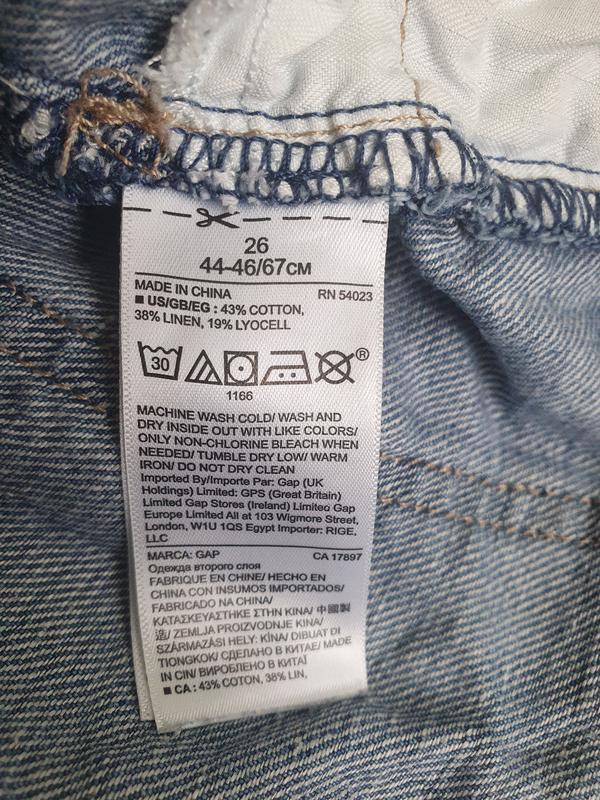 26
44-46/67CM
MADE IN CHINA RN 54023
■ US/GB/EG : 43% COTTON,
38% LINEN, 19% LYOCELL
30 ®
1166
MACHINE WASH COLD/ WASH AND
DRY INSIDE OUT WITH LIKE COLORS/
ONLY NON-CHLORINE BLEACH WHEN
NEEDED/ TUMBLE DRY LOW/ WARM
IRON/ DO NOT DRY CLEAN
Imported By/Importe Par: Gap (UK
Holdings) Limited: GPS (Great Britain)
Limited Gap Stores (Ireland) Limited Gap
Europe Limited All at 103 Wigmore Street,
London, W1U 1QS Egypt Importer: RIGE,
LLC
MARCA: GAP CA 17897
Одежда второго слоя
FABRIQUE EN CHINE/ HECHO EN
CHINA CON INSUMOS IMPORTADOS/
FABRICADO NA CHINA/
ΚΑΤΑΣΚΕΥΑΣΤΗΚΕ ΣΤΗΝ ΚΙΝΑ/ 中國製
造/ ZEMLJA PROIZVODNJE KINA/
SZÁRMAZÁSI HELY: KÍNA/ DIBUAT DI
TIONGKOK/ СДЕЛАНО В КИТАЕ/ MADE
IN CIN/ ВИРОБЛЕНО В КИТАЇ
■ CA : 43% COTON, 38% LIN,